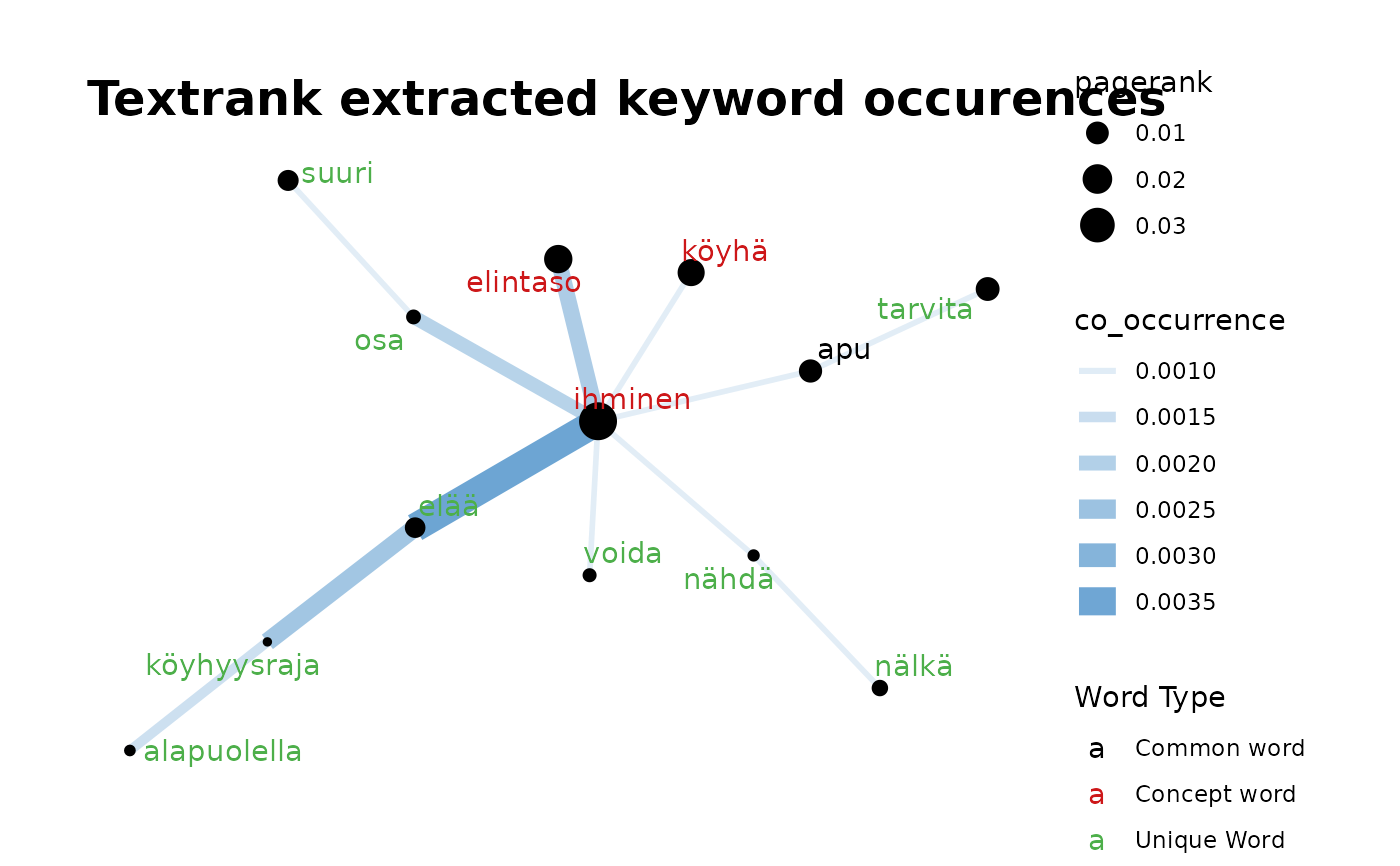 Textrank extracted keyword occurences
pagerank
0.01
0.02
0.03
suuri
elintaso
köyhä
osa
tarvita
apu
ihminen
elää
voida
nähdä
köyhyysraja
nälkä
alapuolella
co_occurrence
0.0010
0.0015
0.0020
0.0025
0.0030
0.0035
Word Type
a Common word
a Concept word
a Unique Word